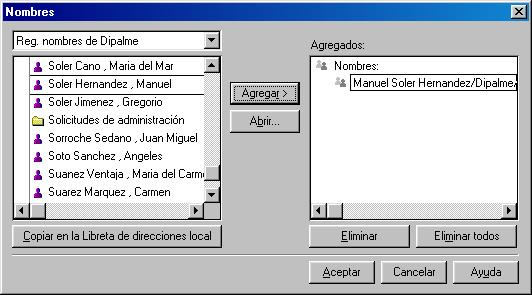 Nombres
Reg. nombres de Dipalme
Soler Cano , Maria del Mar
Soler Hernandez , Manuel
Soler Jimenez , Gregorio
Solicitudes de administración
Sorroche Sedano , Juan Miguel
Soto Sanchez , Angeles
Suanez Ventaja , Maria del Carm
Suarez Marquez , Carmen
Copiar en la Libreta de direcciones local
Agregar >
Abrir...
Agregados:
Nombres:
Manuel Soler Hernandez/Dipalme,
Eliminar
Eliminar todos
Aceptar
Cancelar
Ayuda